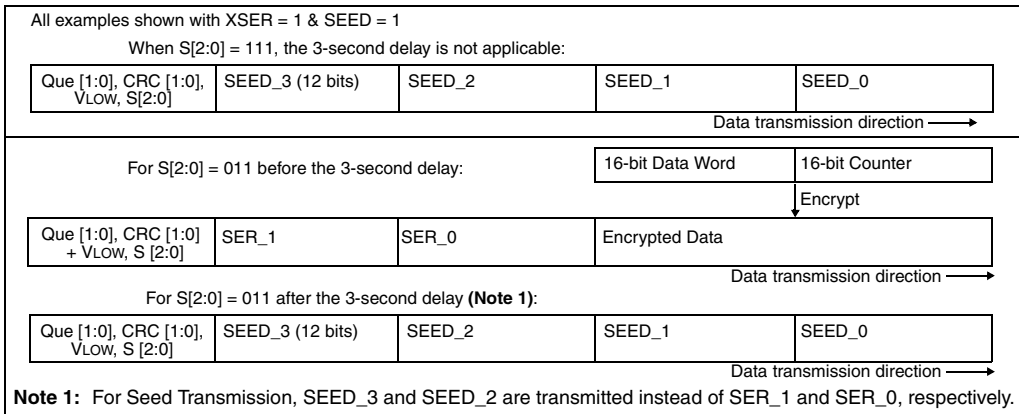 All examples shown with XSER = 1 & SEED = 1
When S[2:0] = 111, the 3-second delay is not applicable:
Que [1:0], CRC [1:0],
VLOW, S[2:0]
SEED_3 (12 bits)
SEED_2
SEED_1
SEED_0
Data transmission direction
For S[2:0] = 011 before the 3-second delay:
16-bit Data Word
16-bit Counter
Encrypt
Que [1:0], CRC [1:0]
+ VLOW, S [2:0]
SER_1
SER_0
Encrypted Data
Data transmission direction
For S[2:0] = 011 after the 3-second delay (Note 1):
Que [1:0], CRC [1:0],
VLOW, S [2:0]
SEED_3 (12 bits)
SEED_2
SEED_1
SEED_0
Data transmission direction
Note 1: For Seed Transmission, SEED_3 and SEED_2 are transmitted instead of SER_1 and SER_0, respectively.